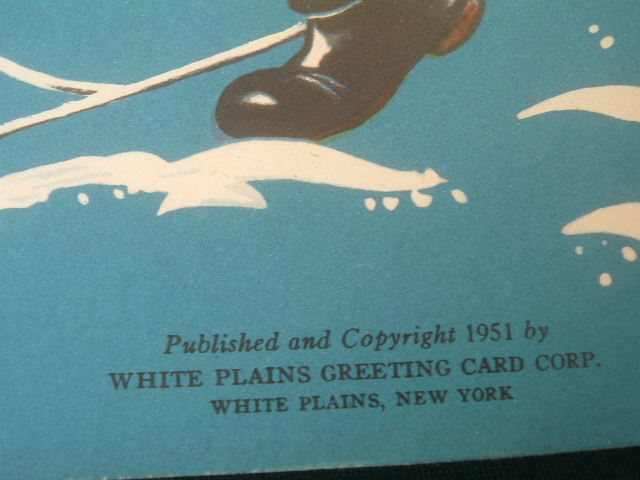 Published and Copyright 1951 by
WHITE PLAINS GREETING CARD CORP.
WHITE PLAINS, NEW YORK